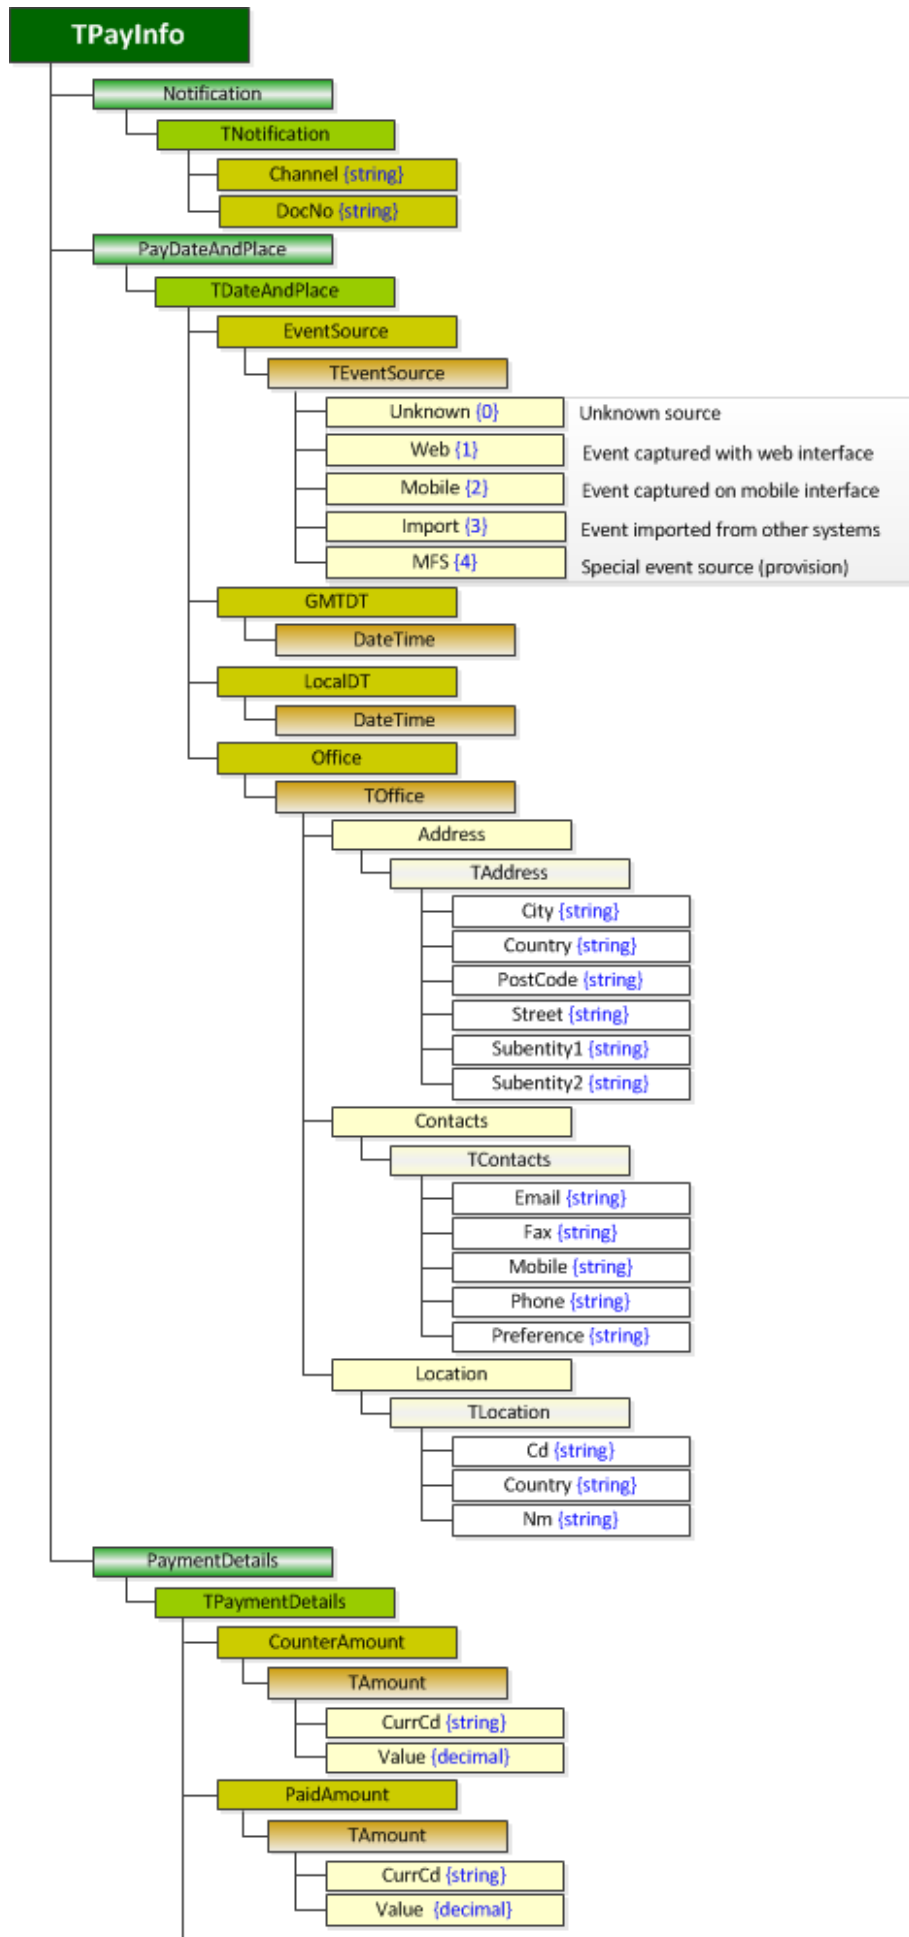 TPayInfo
Notification
TNotification
Channel {string}
DocNo {string}
PayDateAndPlace
TDateAndPlace
EventSource
TEventSource
Unknown {0} Unknown source
Web {1} Event captured with web interface
Mobile {2} Event captured on mobile interface
Import {3} Event imported from other systems
MFS {4} Special event source (provision)
GMTDT
DateTime
LocalDT
DateTime
Office
TOffice
Address
TAddress
City {string}
Country {string}
PostCode {string}
Street {string}
Subentity1 {string}
Subentity2 {string}
Contacts
TContacts
Email {string}
Fax {string}
Mobile {string}
Phone {string}
Preference {string}
Location
TLocation
Cd {string}
Country {string}
Nm {string}
PaymentDetails
TPaymentDetails
CounterAmount
TAmount
CurrCd {string}
Value {decimal}
PaidAmount
TAmount
CurrCd {string}
Value {decimal}